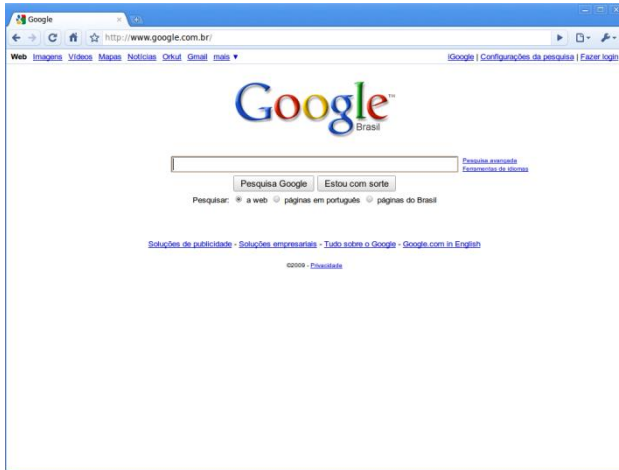 Google
http://www.google.com.br/
Web Imagens Vídeos Mapas Notícias Orkut Gmail mais ▼ iGoogle | Configurações da pesquisa | Fazer login
Google™
Brasil
Pesquisa avançada
Ferramentas de idiomas
Pesquisa Google Estou com sorte
Pesquisar: a web páginas em português páginas do Brasil
Soluções de publicidade - Soluções empresariais - Tudo sobre o Google - Google.com in English
©2009 - Privacidade